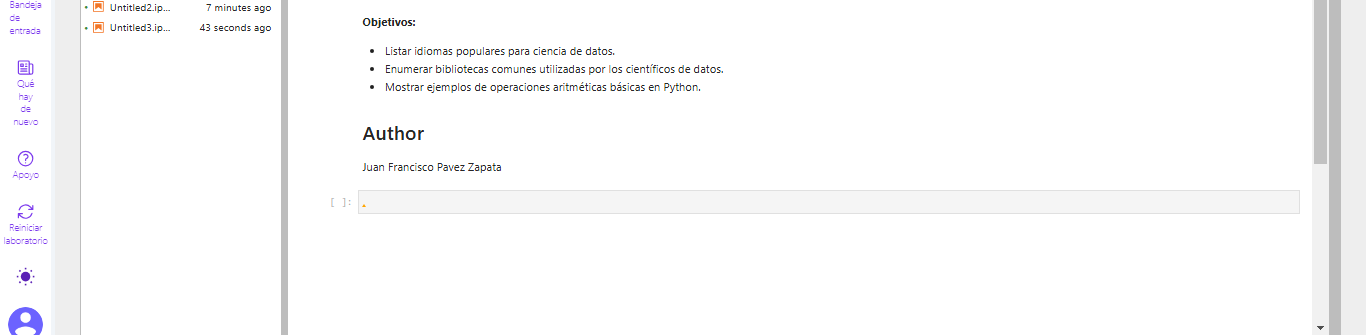 Bandeja
de
entrada
Qué
hay
de
nuevo
Apoyo
Reiniciar
laboratorio
Untitled2.ip... 7 minutes ago
Untitled3.ip... 43 seconds ago
Objetivos:
• Listar idiomas populares para ciencia de datos.
• Enumerar bibliotecas comunes utilizadas por los científicos de datos.
• Mostrar ejemplos de operaciones aritméticas básicas en Python.
Author
Juan Francisco Pavez Zapata
[ ]: